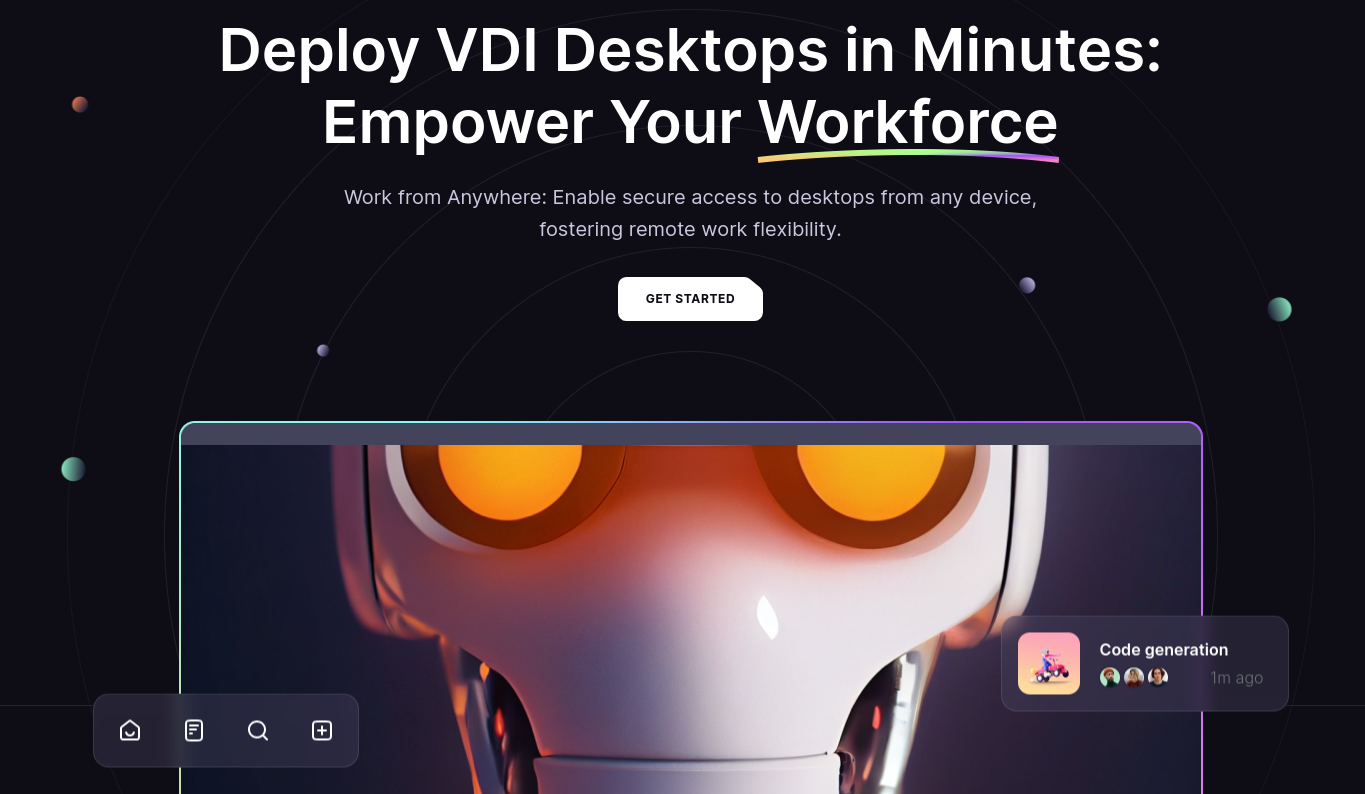 Deploy VDI Desktops in Minutes:
Empower Your Workforce
Work from Anywhere: Enable secure access to desktops from any device,
fostering remote work flexibility.
GET STARTED
Code generation
1m ago